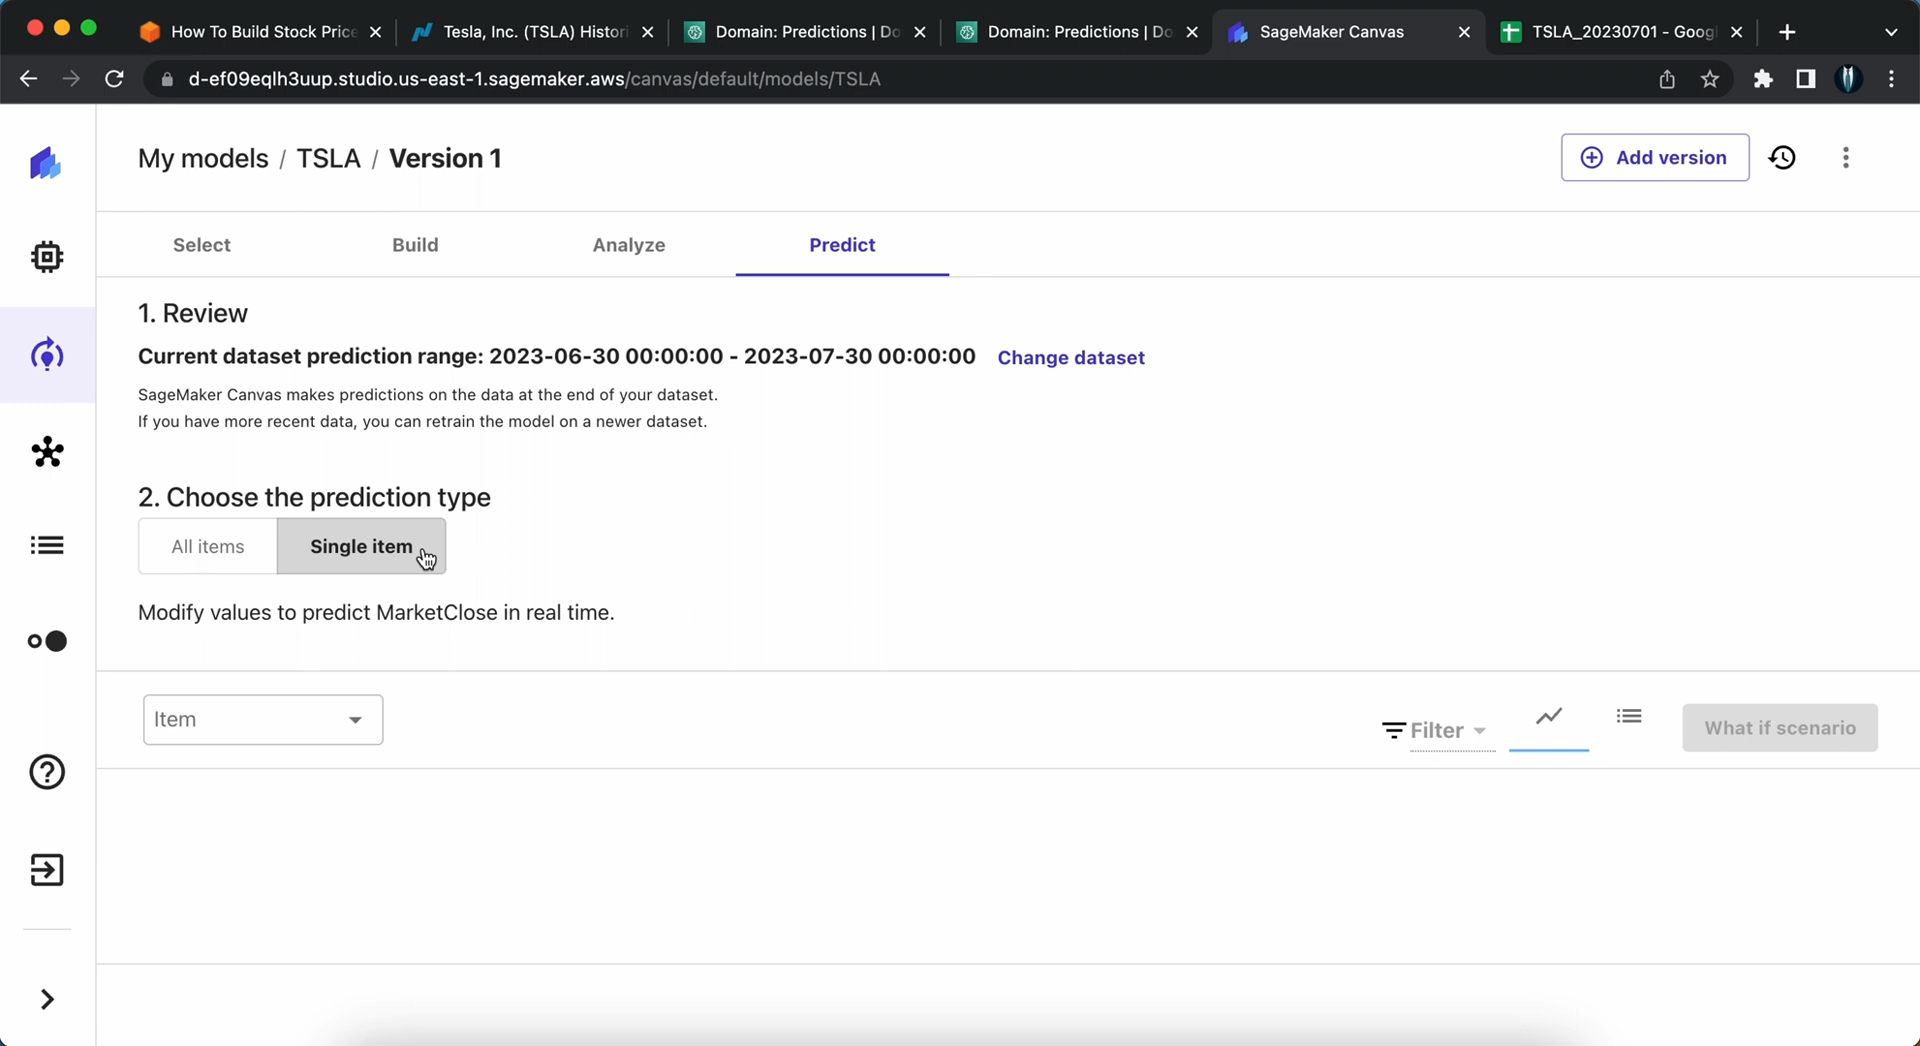 How To Build Stock Price
Tesla, Inc. (TSLA) Histori
Domain: Predictions | Do
Domain: Predictions | Do
SageMaker Canvas
TSLA_20230701 - Googl
d-ef09eqlh3uup.studio.us-east-1.sagemaker.aws/canvas/default/models/TSLA
My models / TSLA / Version 1
Add version
Select
Build
Analyze
Predict
1. Review
Current dataset prediction range: 2023-06-30 00:00:00 - 2023-07-30 00:00:00 Change dataset
SageMaker Canvas makes predictions on the data at the end of your dataset.
If you have more recent data, you can retrain the model on a newer dataset.
2. Choose the prediction type
All items
Single item
Modify values to predict MarketClose in real time.
Item
Filter
What if scenario